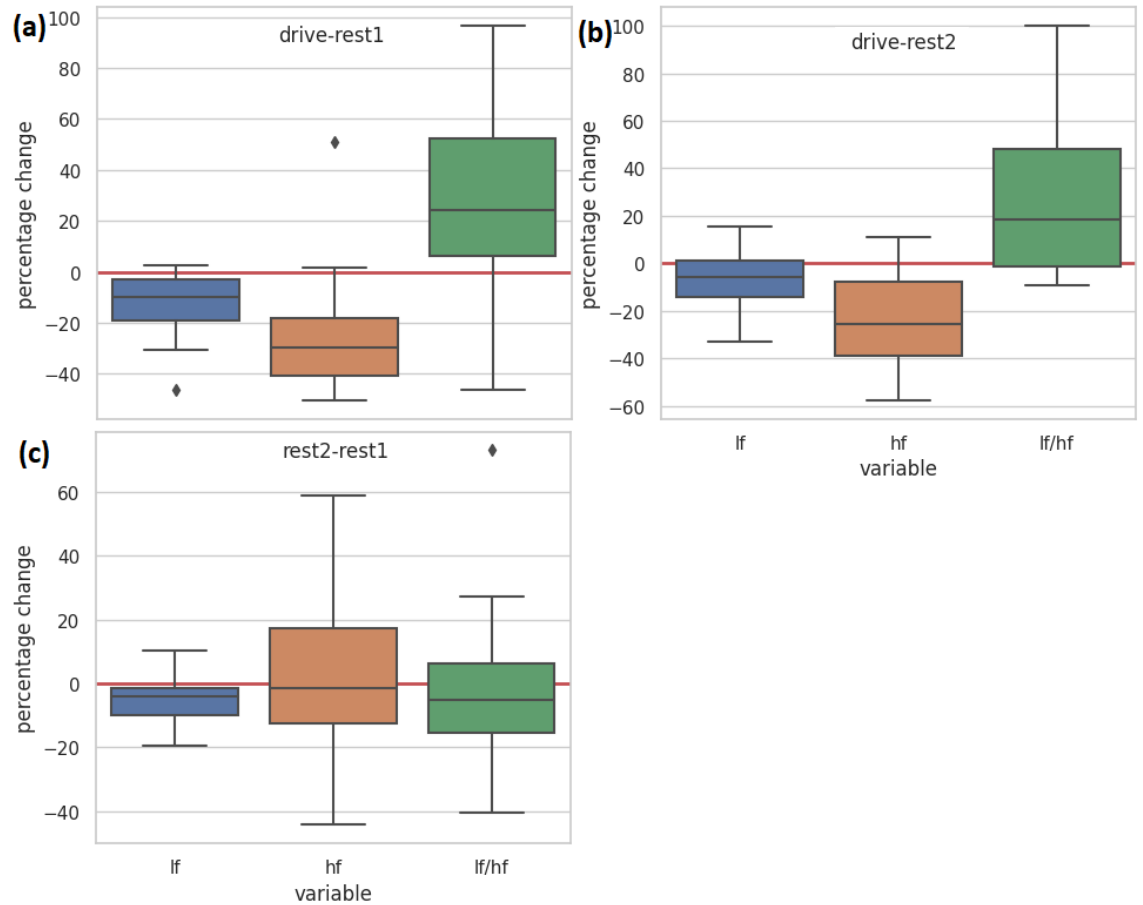 (a)
drive-rest1
percentage change
100
80
60
40
20
0
−20
−40
(b)
drive-rest2
percentage change
100
80
60
40
20
0
−20
−40
−60
lf
hf
lf/hf
variable
(c)
rest2-rest1
percentage change
60
40
20
0
−20
−40
lf
hf
lf/hf
variable